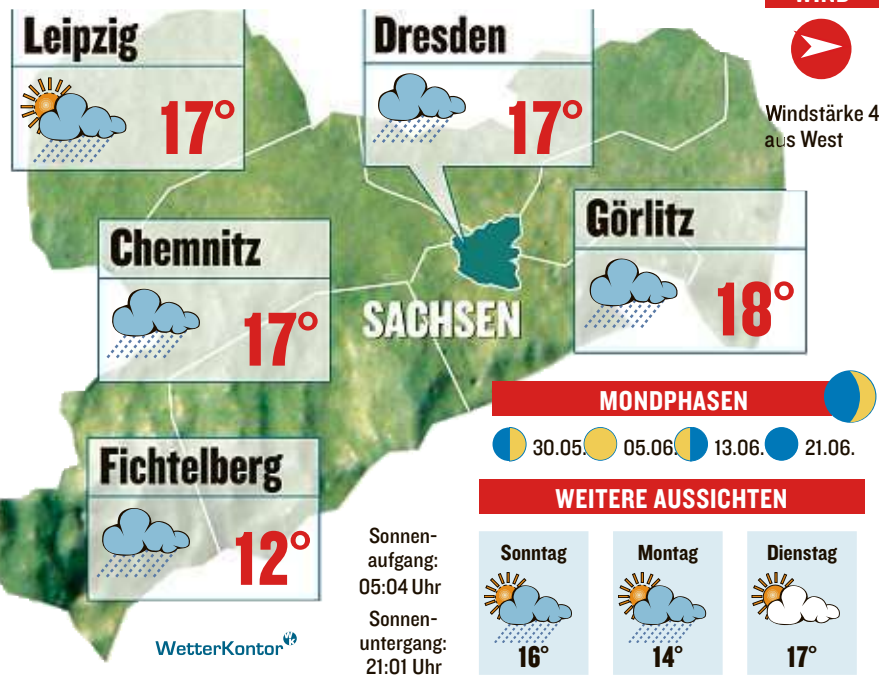 Leipzig
17°
Dresden
17°
Windstärke 4
aus West
Görlitz
18°
Chemnitz
17°
SACHSEN
Fichtelberg
12°
MONDPHASEN
30.05. 05.06. 13.06. 21.06.
WEITERE AUSSICHTEN
Sonnen-
aufgang:
05:04 Uhr
Sonnen-
untergang:
21:01 Uhr
Sonntag
16°
Montag
14°
Dienstag
17°
WetterKontor